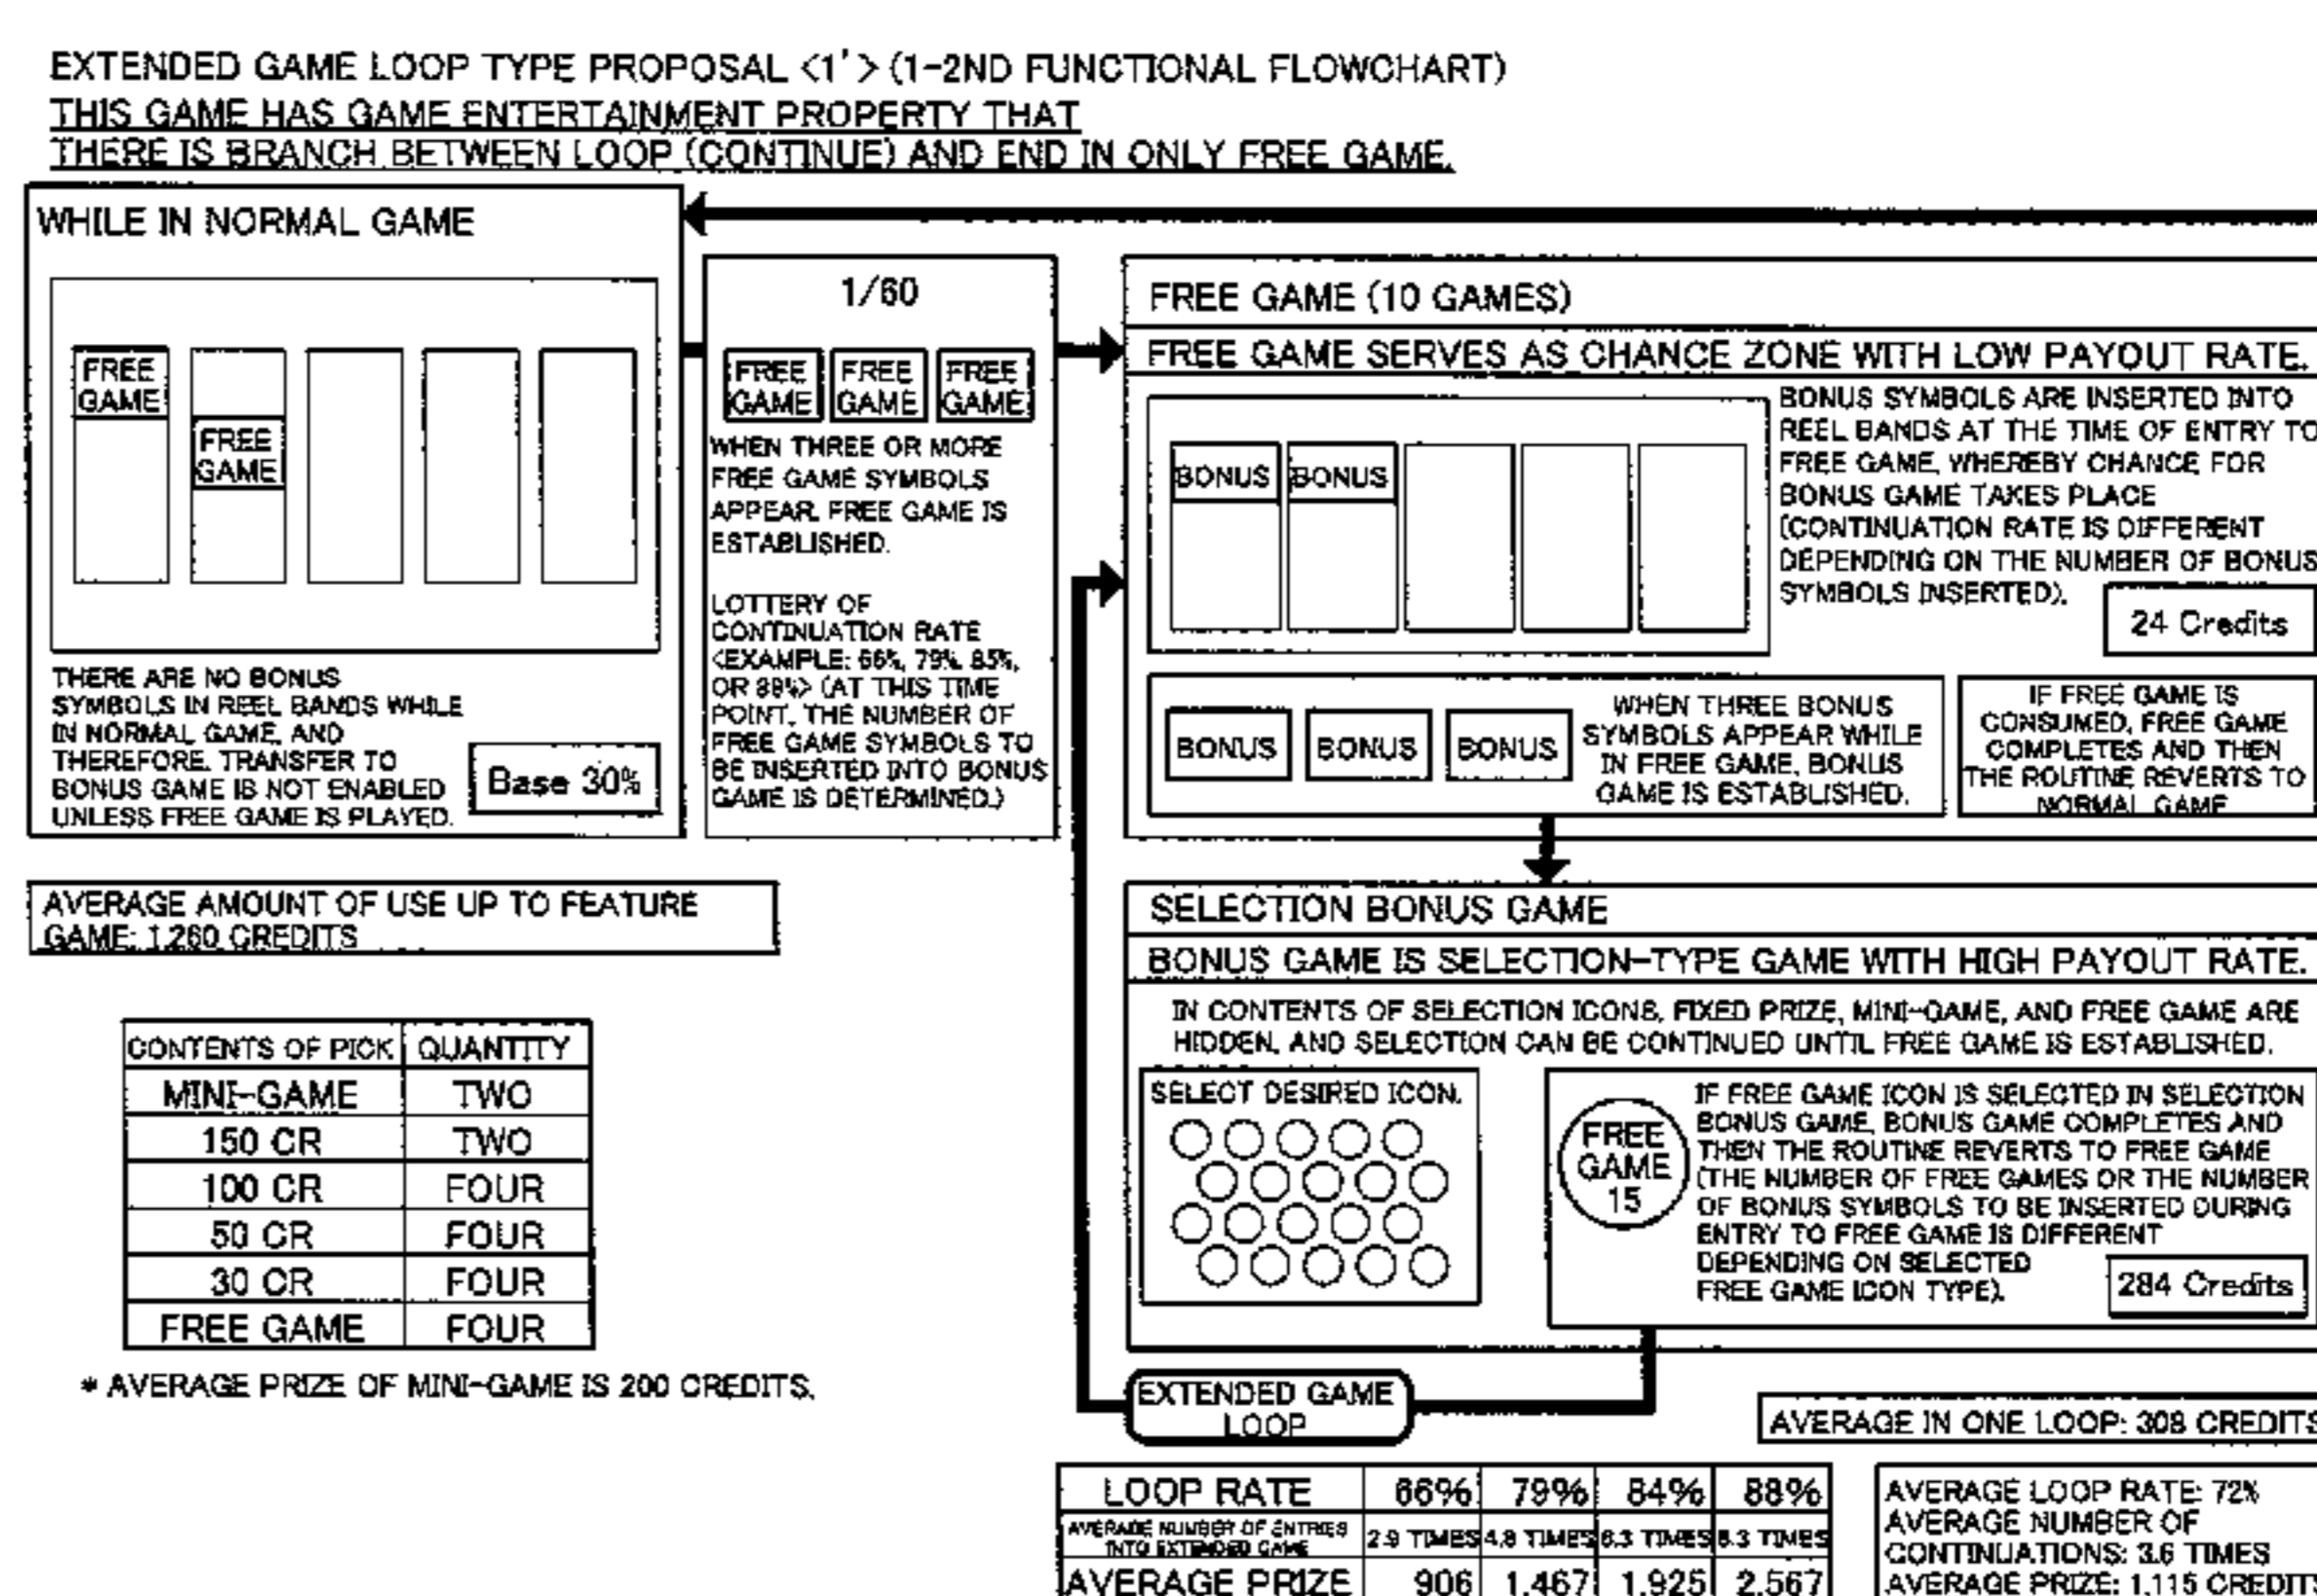 EXTENDED GAME LOOP TYPE PROPOSAL <1'> (1-2ND FUNCTIONAL FLOWCHART)
THIS GAME HAS GAME ENTERTAINMENT PROPERTY THAT
THERE IS BRANCH BETWEEN LOOP (CONTINUE) AND END IN ONLY FREE GAME.
WHILE IN NORMAL GAME
FREE
GAME
FREE
GAME
THERE ARE NO BONUS
SYMBOLS IN REEL BANDS WHILE
IN NORMAL GAME, AND
THEREFORE, TRANSFER TO
BONUS GAME IS NOT ENABLED
UNLESS FREE GAME IS PLAYED.
Base 30%
1/60
FREE GAME
FREE GAME
FREE GAME
WHEN THREE OR MORE
FREE GAME SYMBOLS
APPEAR, FREE GAME IS
ESTABLISHED.
LOTTERY OF
CONTINUATION RATE
<EXAMPLE: 66%, 79%, 85%,
OR 88%> (AT THIS TIME
POINT, THE NUMBER OF
FREE GAME SYMBOLS TO
BE INSERTED INTO BONUS
GAME IS DETERMINED.)
FREE GAME (10 GAMES)
FREE GAME SERVES AS CHANCE ZONE WITH LOW PAYOUT RATE.
BONUS BONUS
BONUS SYMBOLS ARE INSERTED INTO
REEL BANDS AT THE TIME OF ENTRY TO
FREE GAME, WHEREBY CHANCE FOR
BONUS GAME TAKES PLACE
(CONTINUATION RATE IS DIFFERENT
DEPENDING ON THE NUMBER OF BONUS
SYMBOLS INSERTED).
24 Credits
BONUS BONUS BONUS
WHEN THREE BONUS
SYMBOLS APPEAR WHILE
IN FREE GAME, BONUS
GAME IS ESTABLISHED.
IF FREE GAME IS
CONSUMED, FREE GAME
COMPLETES AND THEN
THE ROUTINE REVERTS TO
NORMAL GAME
AVERAGE AMOUNT OF USE UP TO FEATURE
GAME: 1,260 CREDITS
CONTENTS OF PICK QUANTITY
MINI-GAME TWO
150 CR TWO
100 CR FOUR
50 CR FOUR
30 CR FOUR
FREE GAME FOUR
* AVERAGE PRIZE OF MINI-GAME IS 200 CREDITS.
SELECTION BONUS GAME
BONUS GAME IS SELECTION-TYPE GAME WITH HIGH PAYOUT RATE.
IN CONTENTS OF SELECTION ICONS, FIXED PRIZE, MINI-GAME, AND FREE GAME ARE
HIDDEN, AND SELECTION CAN BE CONTINUED UNTIL FREE GAME IS ESTABLISHED.
SELECT DESIRED ICON.
FREE
GAME
15
IF FREE GAME ICON IS SELECTED IN SELECTION
BONUS GAME, BONUS GAME COMPLETES AND
THEN THE ROUTINE REVERTS TO FREE GAME
(THE NUMBER OF FREE GAMES OR THE NUMBER
OF BONUS SYMBOLS TO BE INSERTED DURING
ENTRY TO FREE GAME IS DIFFERENT
DEPENDING ON SELECTED
FREE GAME ICON TYPE).
284 Credits
EXTENDED GAME
LOOP
AVERAGE IN ONE LOOP: 308 CREDITS
LOOP RATE 66% 79% 84% 88%
AVERAGE NUMBER OF ENTRIES
INTO EXTENDED GAME
2.9 TIMES 4.8 TIMES 6.3 TIMES 8.3 TIMES
AVERAGE PRIZE 906 1,467 1,925 2,567
AVERAGE LOOP RATE: 72%
AVERAGE NUMBER OF
CONTINUATIONS: 3.6 TIMES
AVERAGE PRIZE: 1,115 CREDITS